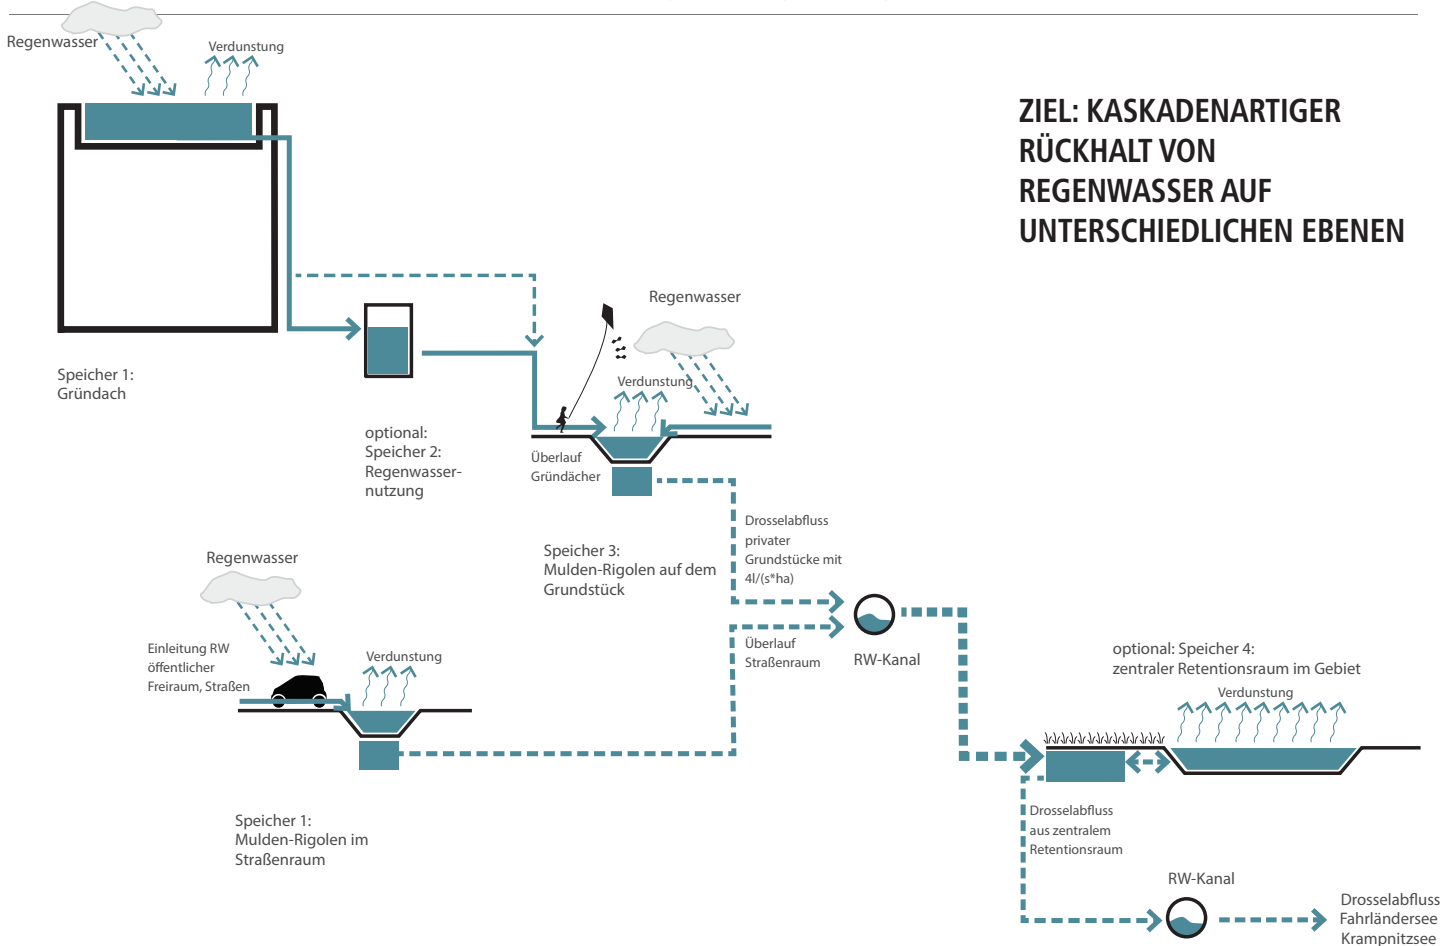 Regenwasser
Verdunstung
ZIEL: KASKADENARTIGER
RÜCKHALT VON
REGENWASSER AUF
UNTERSCHIEDLICHEN EBENEN
Speicher 1:
Gründach
optional:
Speicher 2:
Regenwasser-
nutzung
Regenwasser
Verdunstung
Überlauf
Gründächer
Speicher 3:
Mulden-Rigolen auf dem
Grundstück
Drosselabfluss
privater
Grundstücke mit
4l/(s*ha)
Regenwasser
Einleitung RW
öffentlicher
Freiraum, Straßen
Verdunstung
Überlauf
Straßenraum
RW-Kanal
Speicher 1:
Mulden-Rigolen im
Straßenraum
optional: Speicher 4:
zentraler Retentionsraum im Gebiet
Verdunstung
Drosselabfluss
aus zentralem
Retentionsraum
RW-Kanal
Drosselabfluss
Fahrländersee
Krampnitzsee